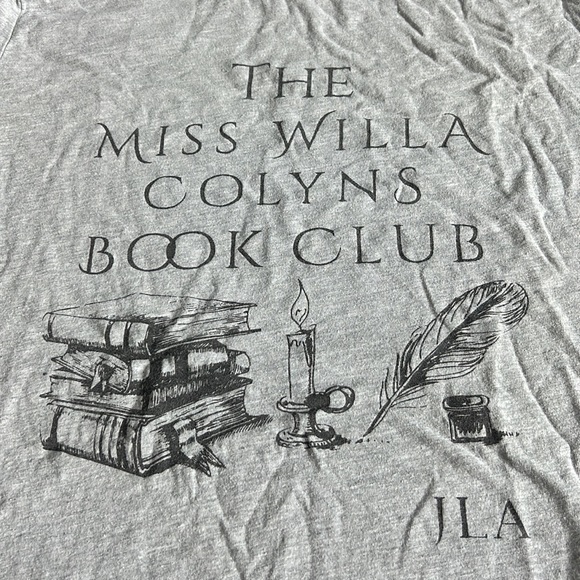 THE
MISS WILLA
COLYNS
BOOK CLUB
JLA